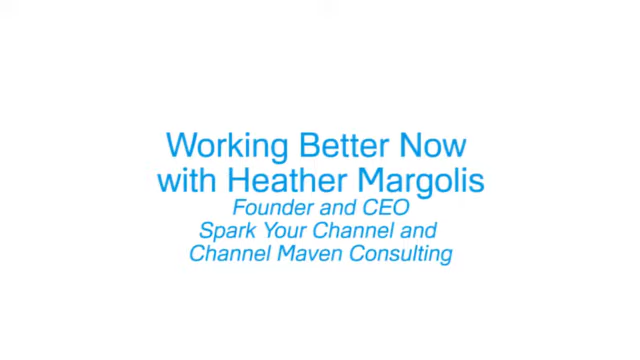 Working Better Now
with Heather Margolis
Founder and CEO
Spark Your Channel and
Channel Maven Consulting